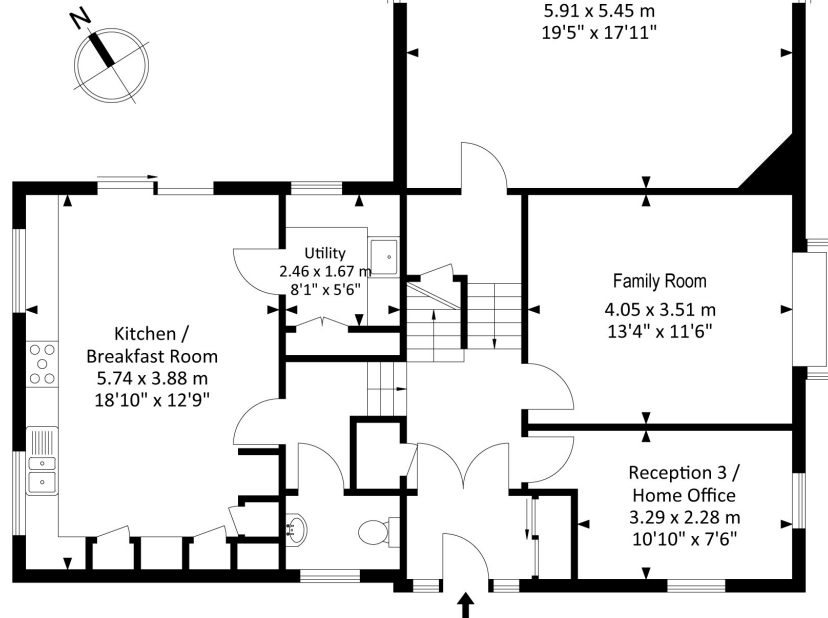 N
5.91 x 5.45 m
19'5" x 17'11"
Utility
2.46 x 1.67 m
8'1" x 5'6"
Family Room
4.05 x 3.51 m
13'4" x 11'6"
Kitchen /
Breakfast Room
5.74 x 3.88 m
18'10" x 12'9"
Reception 3 /
Home Office
3.29 x 2.28 m
10'10" x 7'6"